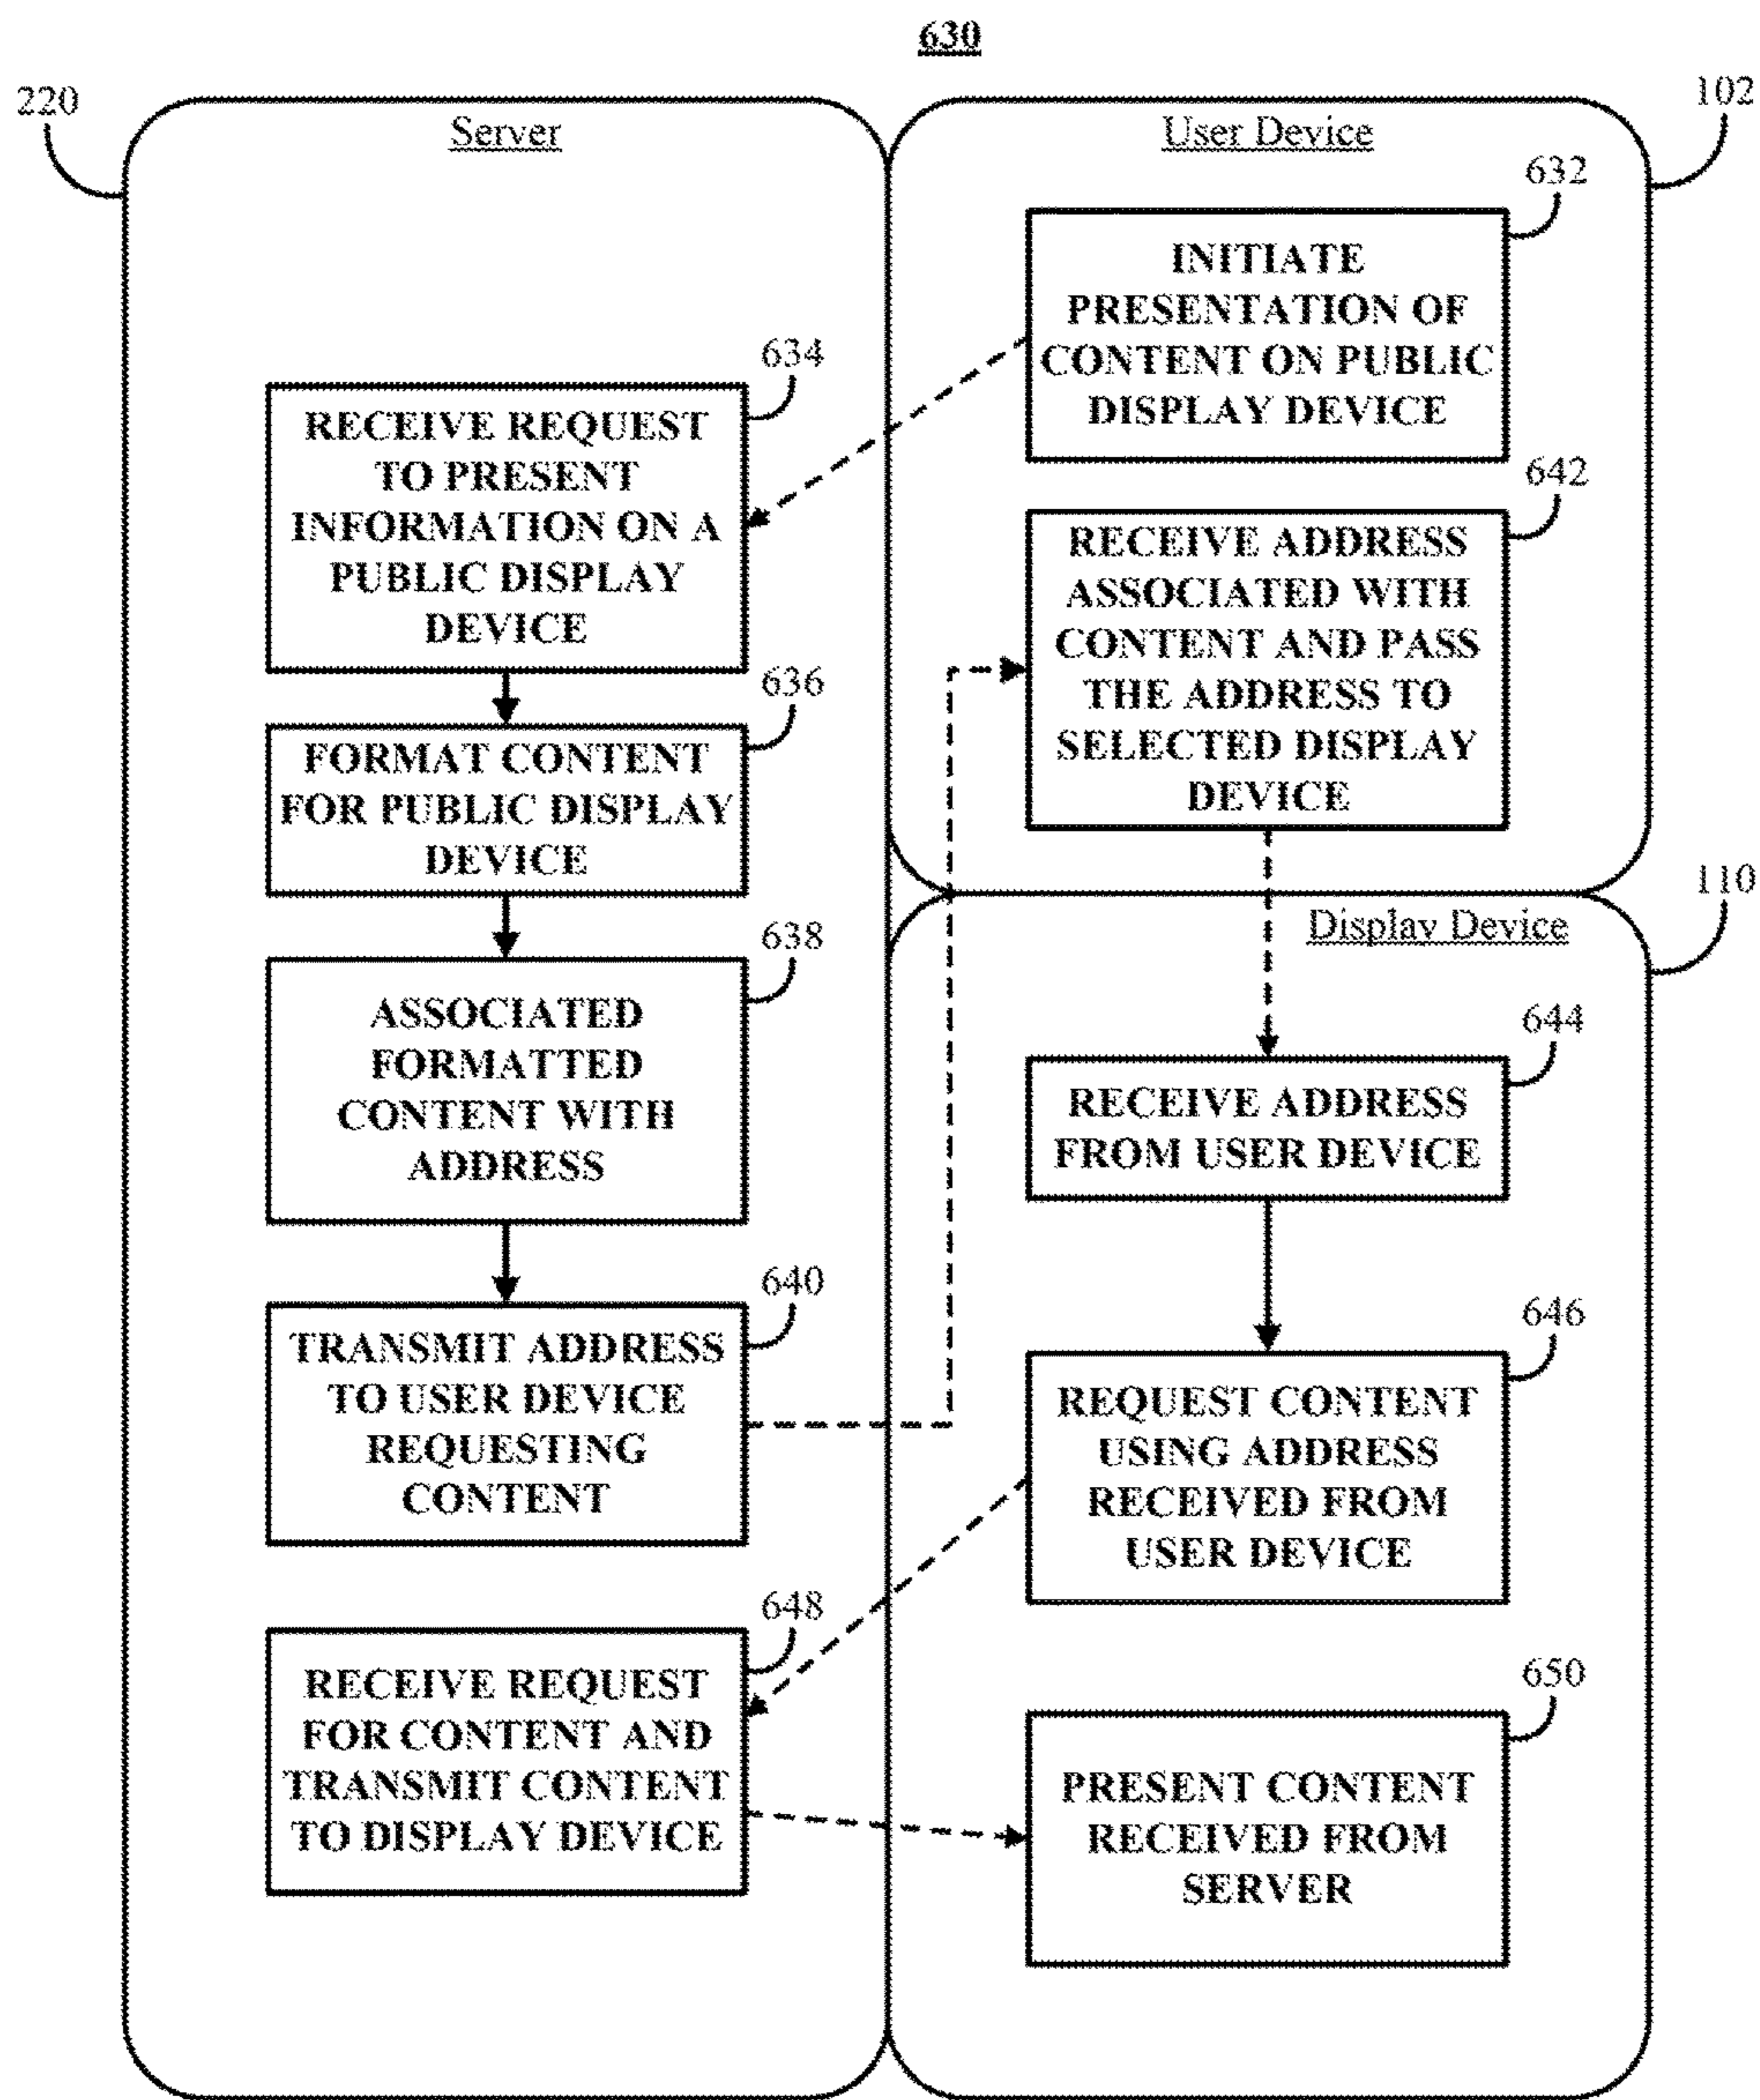 630
220
Server
634
RECEIVE REQUEST
TO PRESENT
INFORMATION ON A
PUBLIC DISPLAY
DEVICE
636
FORMAT CONTENT
FOR PUBLIC DISPLAY
DEVICE
638
ASSOCIATED
FORMATTED
CONTENT WITH
ADDRESS
640
TRANSMIT ADDRESS
TO USER DEVICE
REQUESTING
CONTENT
648
RECEIVE REQUEST
FOR CONTENT AND
TRANSMIT CONTENT
TO DISPLAY DEVICE
102
User Device
632
INITIATE
PRESENTATION OF
CONTENT ON PUBLIC
DISPLAY DEVICE
642
RECEIVE ADDRESS
ASSOCIATED WITH
CONTENT AND PASS
THE ADDRESS TO
SELECTED DISPLAY
DEVICE
110
Display Device
644
RECEIVE ADDRESS
FROM USER DEVICE
646
REQUEST CONTENT
USING ADDRESS
RECEIVED FROM
USER DEVICE
650
PRESENT CONTENT
RECEIVED FROM
SERVER